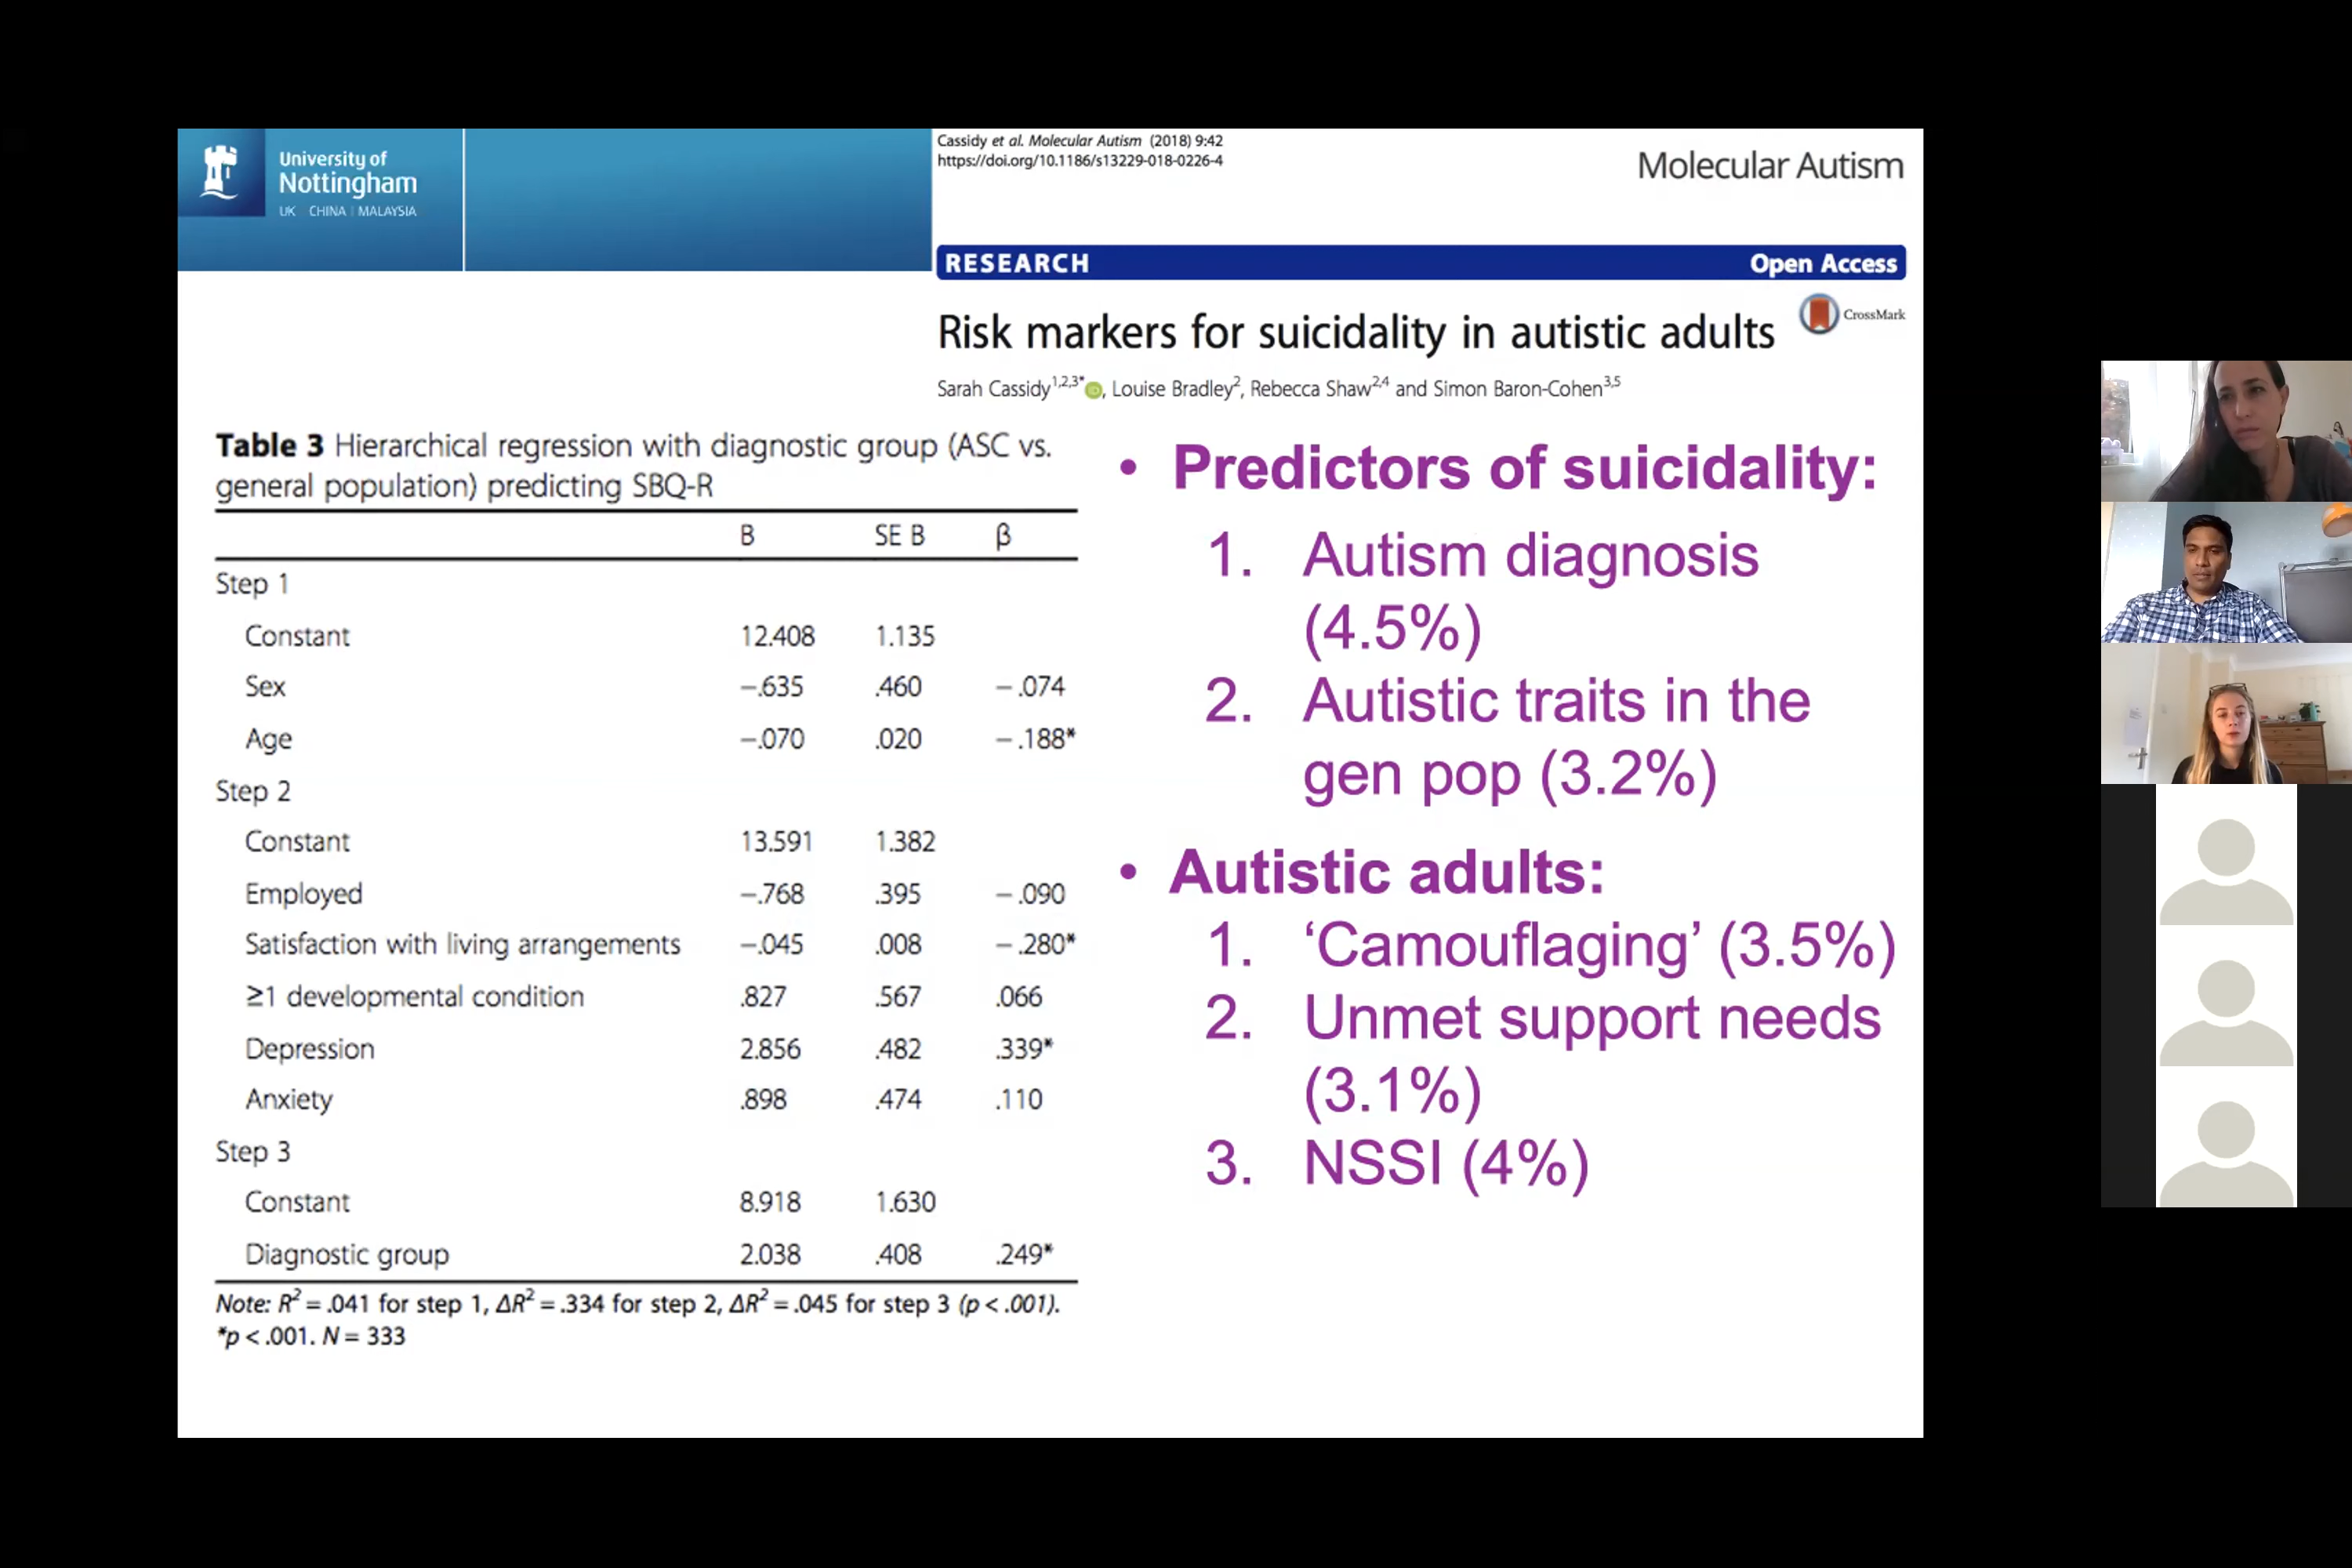 University of
Nottingham
UK | CHINA | MALAYSIA
Cassidy et al. Molecular Autism (2018) 9:42
https://doi.org/10.1186/s13229-018-0226-4
Molecular Autism
RESEARCH Open Access
Risk markers for suicidality in autistic adults
CrossMark
Sarah Cassidy1,2,3*, Louise Bradley2, Rebecca Shaw2,4 and Simon Baron-Cohen3,5
Table 3 Hierarchical regression with diagnostic group (ASC vs.
general population) predicting SBQ-R
B SE B β
Step 1
Constant 12.408 1.135
Sex −.635 .460 −.074
Age −.070 .020 −.188*
Step 2
Constant 13.591 1.382
Employed −.768 .395 −.090
Satisfaction with living arrangements −.045 .008 −.280*
≥1 developmental condition .827 .567 .066
Depression 2.856 .482 .339*
Anxiety .898 .474 .110
Step 3
Constant 8.918 1.630
Diagnostic group 2.038 .408 .249*
Note: R2 = .041 for step 1, ΔR2 = .334 for step 2, ΔR2 = .045 for step 3 (p < .001).
*p < .001. N = 333
• Predictors of suicidality:
1. Autism diagnosis
(4.5%)
2. Autistic traits in the
gen pop (3.2%)
• Autistic adults:
1. ‘Camouflaging’ (3.5%)
2. Unmet support needs
(3.1%)
3. NSSI (4%)